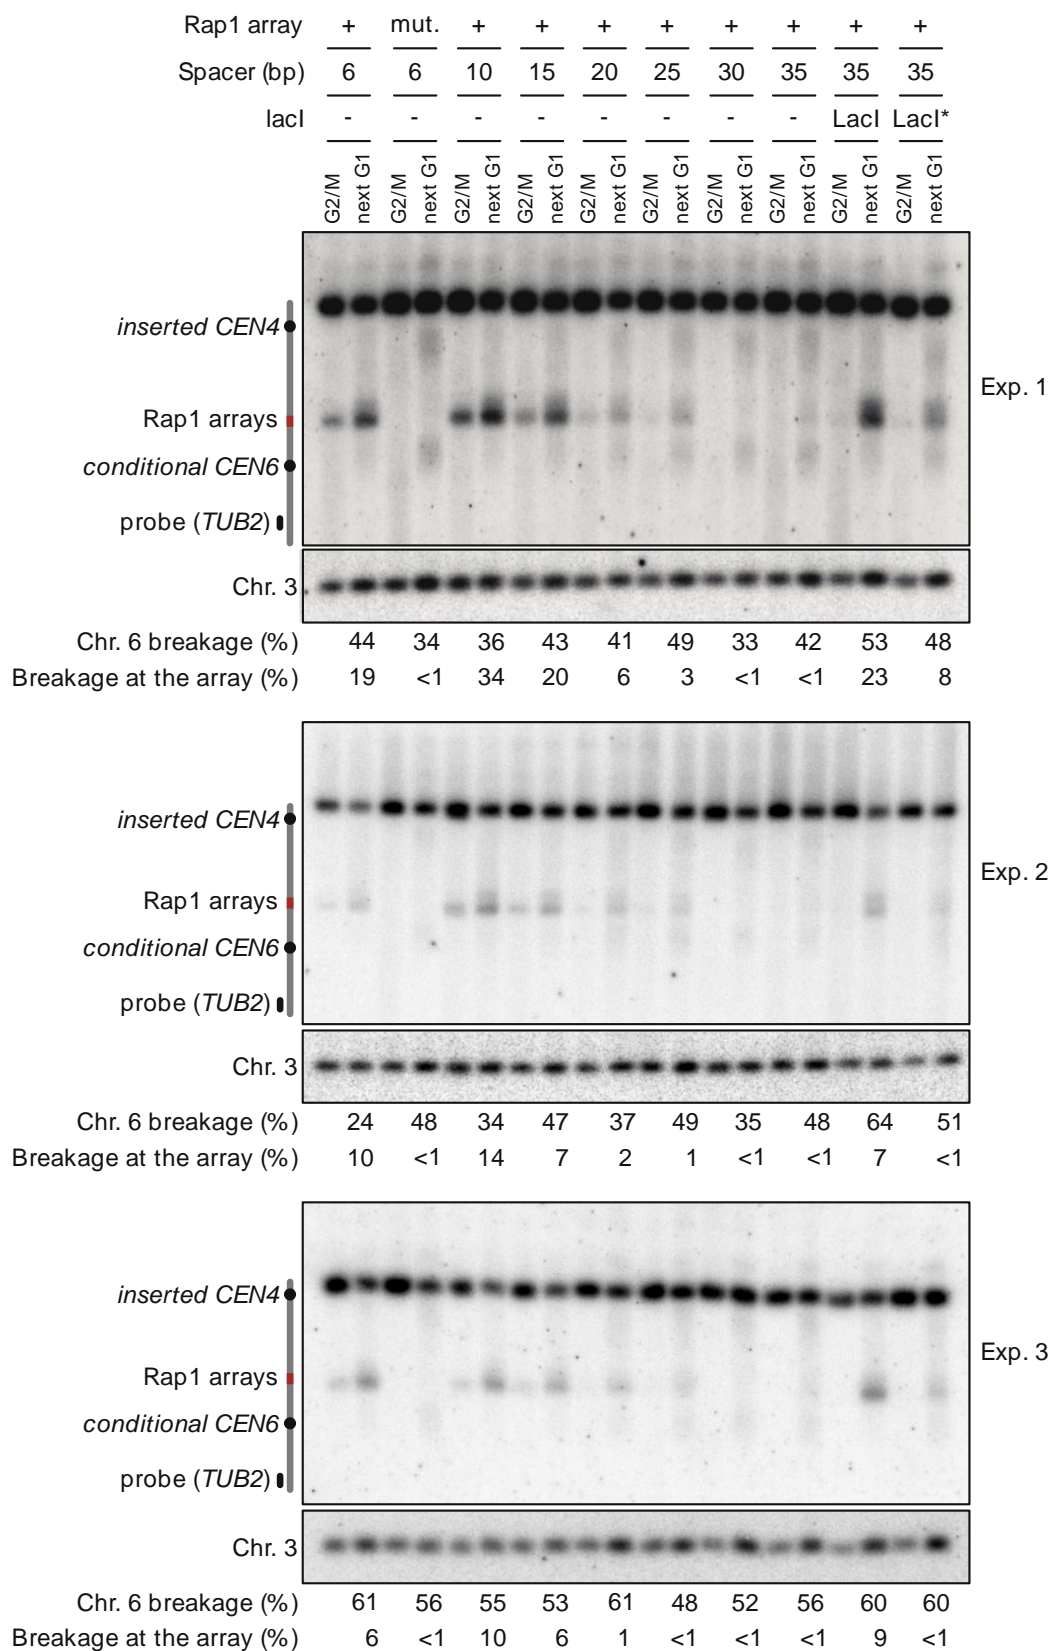 Rap1 array + mut. + + + + + + + +
Spacer (bp) 6 6 10 15 20 25 30 35 35 35
lacI - - - - - - - - LacI LacI*
G2/M next G1 G2/M next G1 G2/M next G1 G2/M next G1 G2/M next G1 G2/M next G1 G2/M next G1 G2/M next G1 G2/M next G1 G2/M next G1
inserted CEN4
Exp. 1
Rap1 arrays
conditional CEN6
probe (TUB2)
Chr. 3
Chr. 6 breakage (%) 44 34 36 43 41 49 33 42 53 48
Breakage at the array (%) 19 <1 34 20 6 3 <1 <1 23 8
inserted CEN4
Exp. 2
Rap1 arrays
conditional CEN6
probe (TUB2)
Chr. 3
Chr. 6 breakage (%) 24 48 34 47 37 49 35 48 64 51
Breakage at the array (%) 10 <1 14 7 2 1 <1 <1 7 <1
inserted CEN4
Exp. 3
Rap1 arrays
conditional CEN6
probe (TUB2)
Chr. 3
Chr. 6 breakage (%) 61 56 55 53 61 48 52 56 60 60
Breakage at the array (%) 6 <1 10 6 1 <1 <1 <1 9 <1